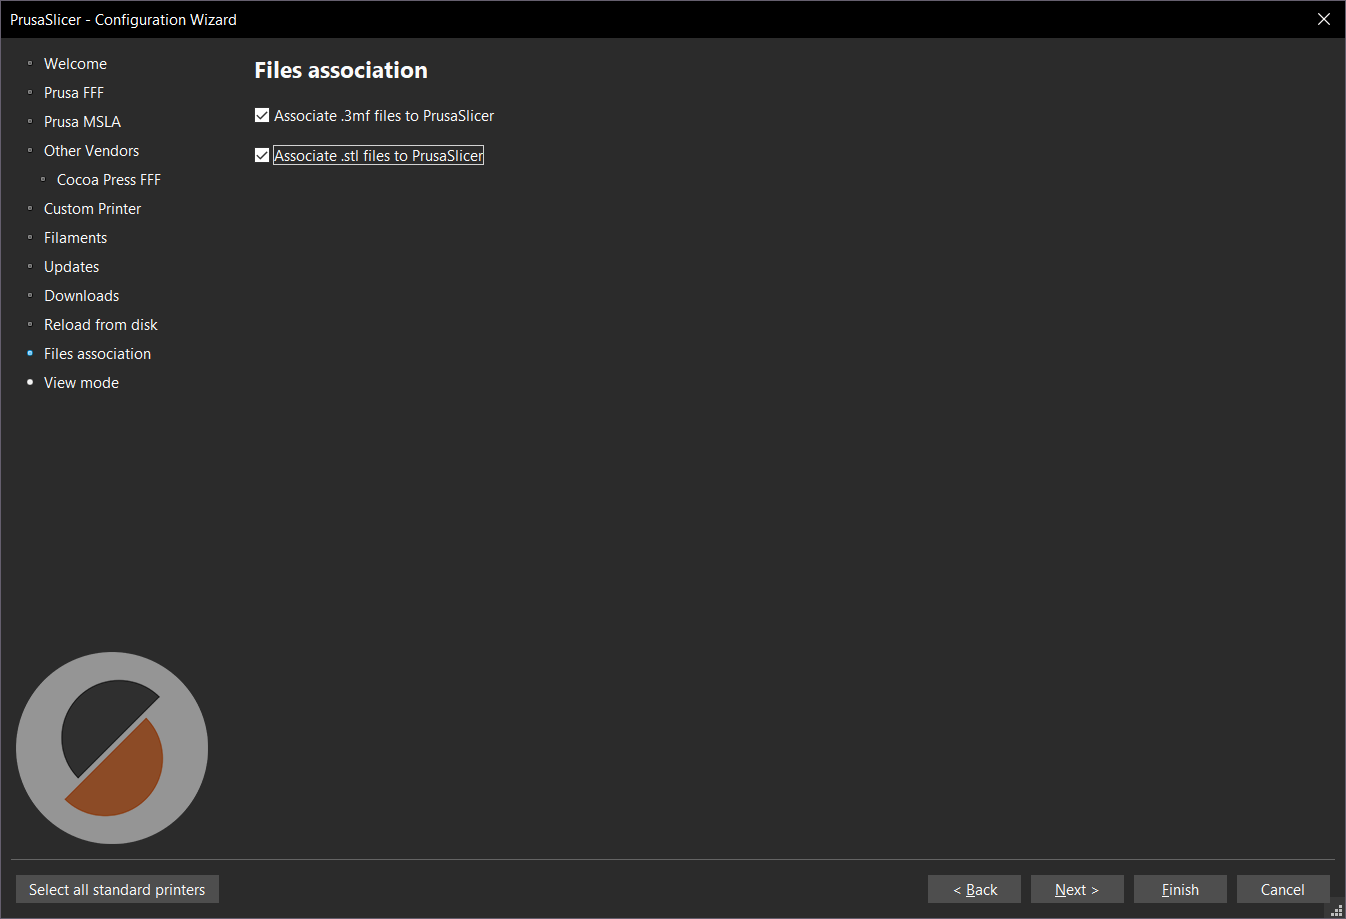 PrusaSlicer - Configuration Wizard
Welcome
Prusa FFF
Prusa MSLA
Other Vendors
Cocoa Press FFF
Custom Printer
Filaments
Updates
Downloads
Reload from disk
Files association
View mode
Files association
Associate .3mf files to PrusaSlicer
Associate .stl files to PrusaSlicer
Select all standard printers
< Back
Next >
Finish
Cancel